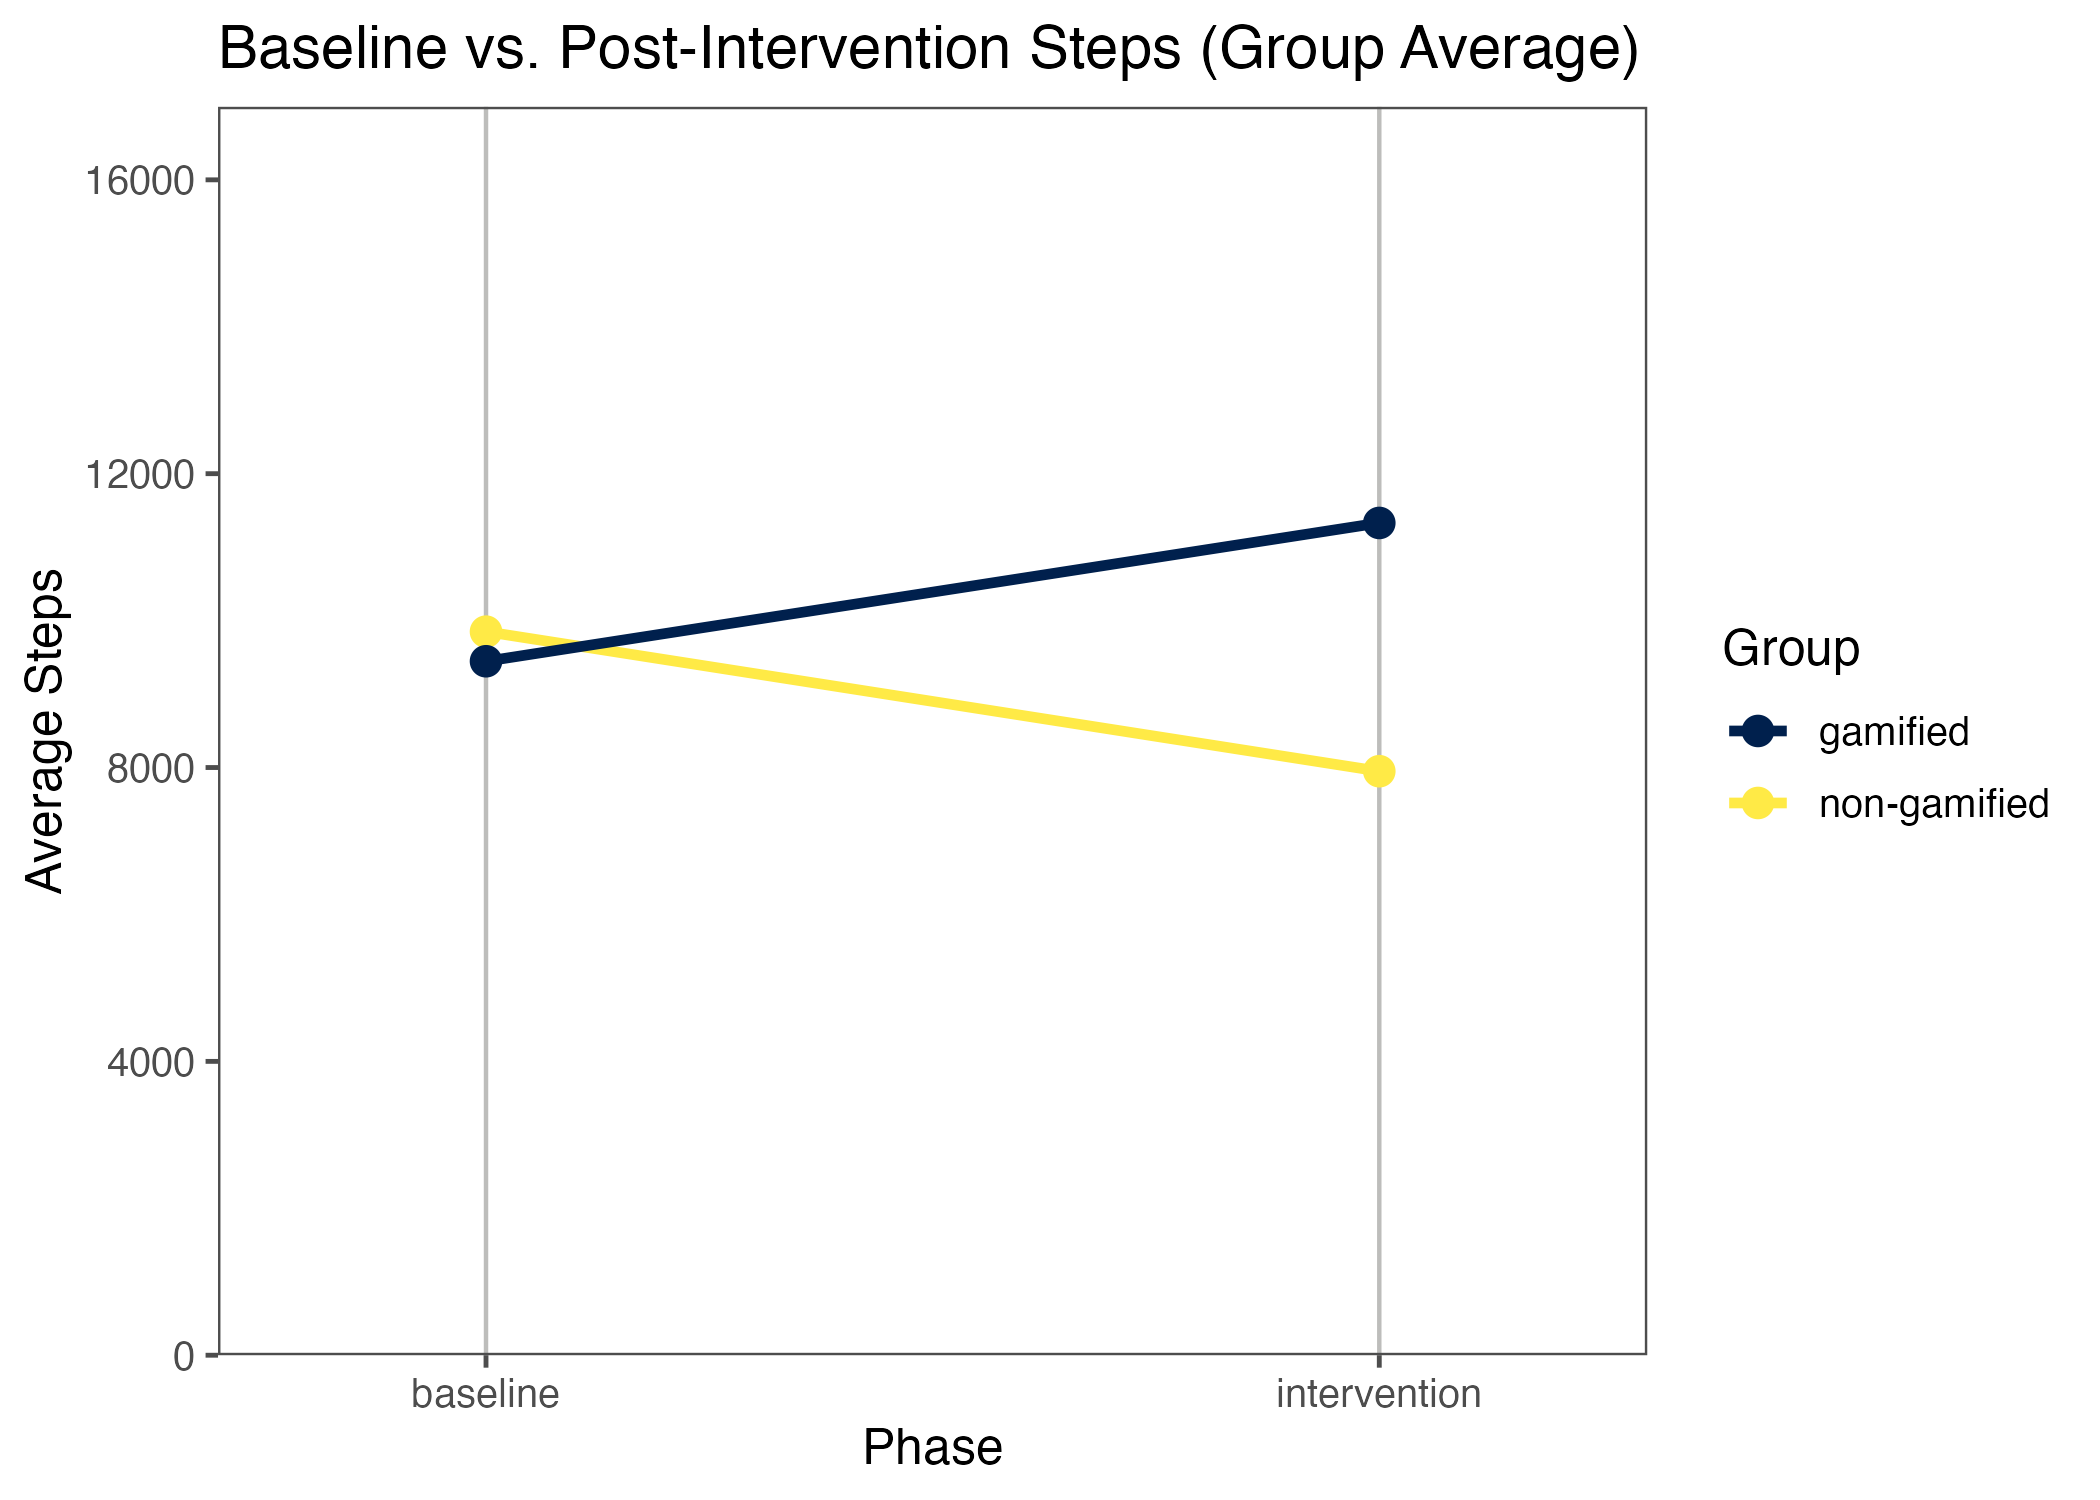 Baseline vs. Post-Intervention Steps (Group Average)
Average Steps
16000
12000
8000
4000
0
baseline
intervention
Phase
Group
gamified
non-gamified